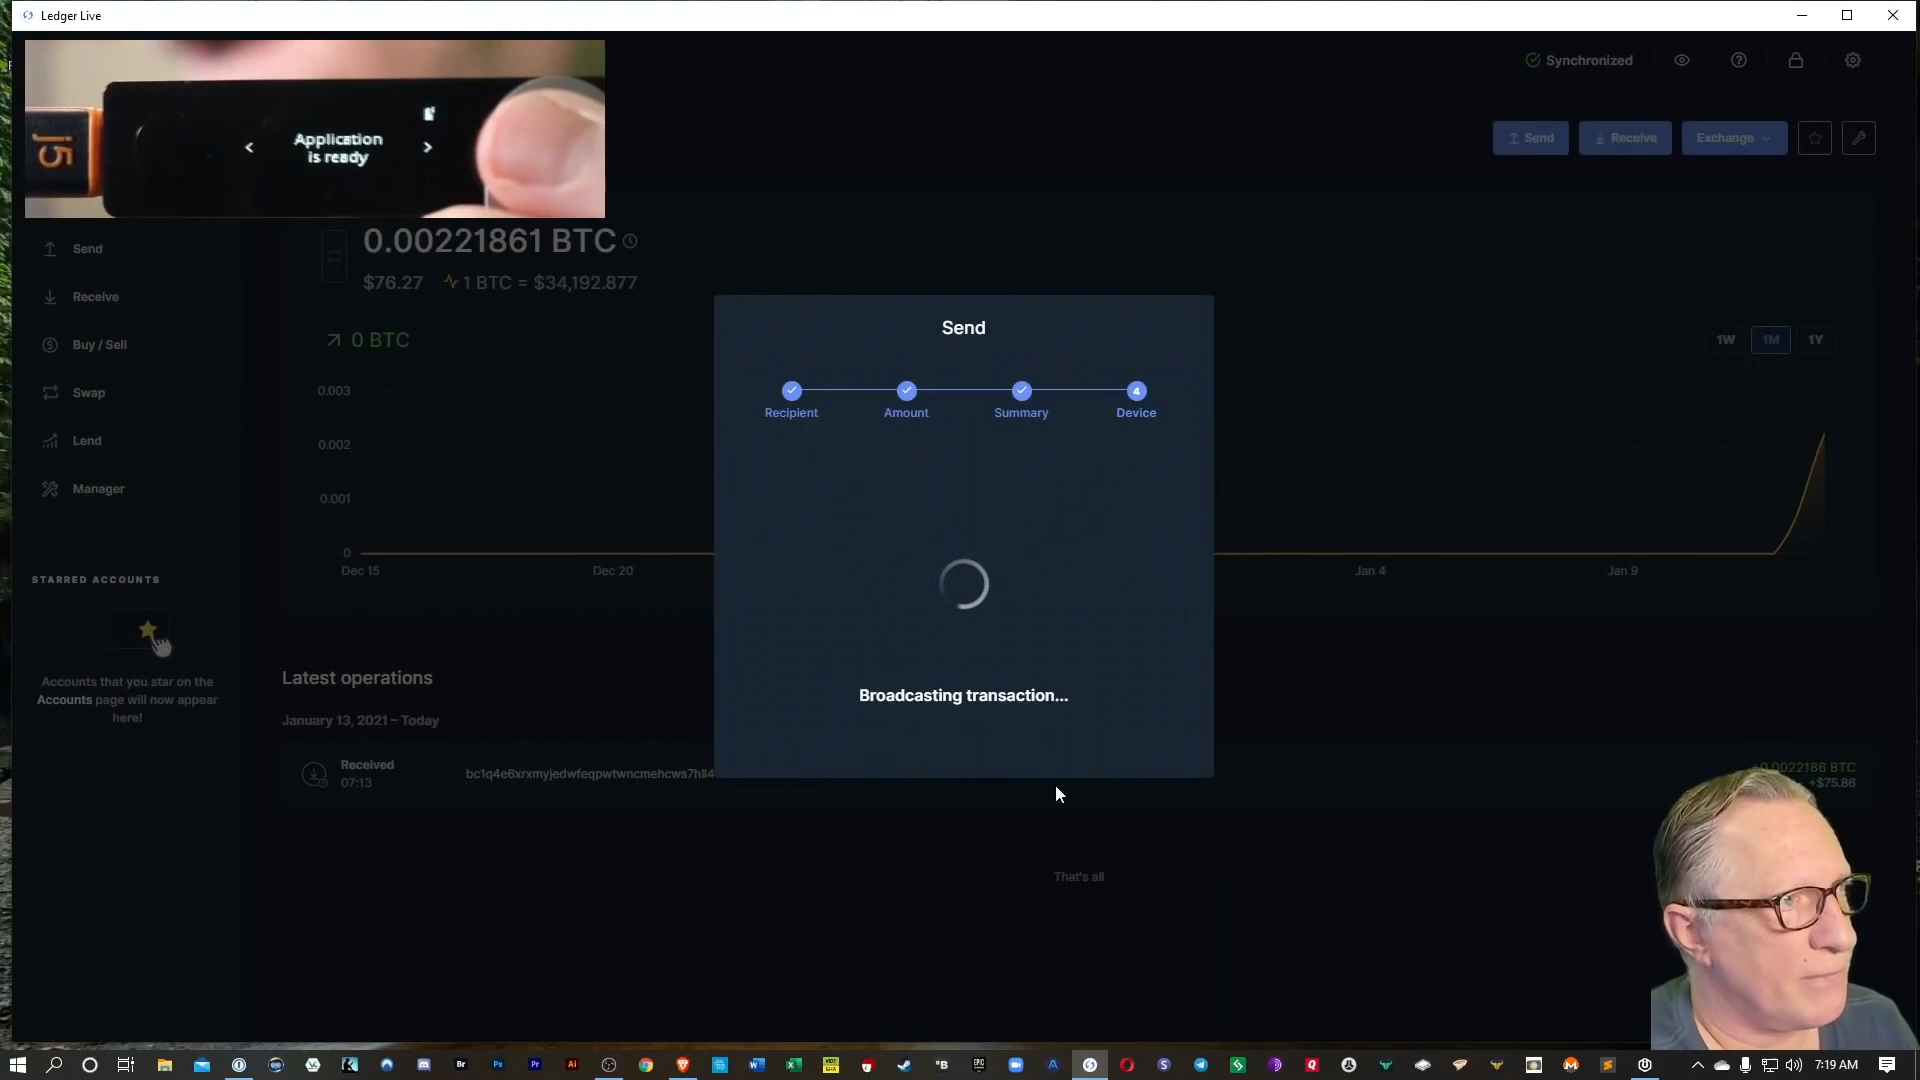 Ledger Live
j5
Application
is ready
Synchronized
Send
Receive
Exchange
0.00221861 BTC
$76.27
1 BTC = $34,192.877
0 BTC
1W
1M
1Y
Send
Receive
Buy / Sell
Swap
Lend
Manager
0.003
0.002
0.001
0
Dec 15
Dec 20
Jan 4
Jan 9
Send
Recipient
Amount
Summary
4
Device
Broadcasting transaction...
STARRED ACCOUNTS
Accounts that you star on the
Accounts page will now appear
here!
Latest operations
January 13, 2021 – Today
Received
07:13
+0.0022186 BTC
+$75.86
That's all
7:19 AM